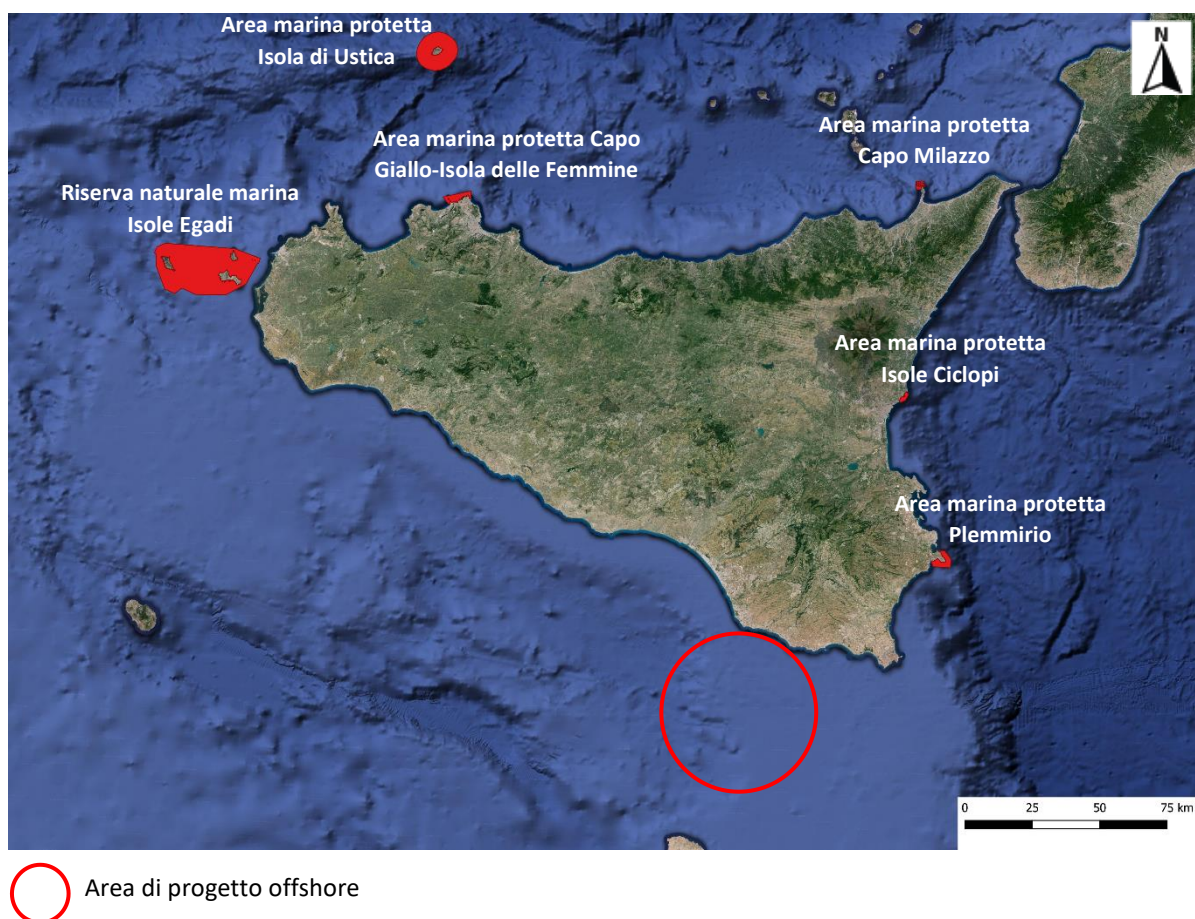 Area marina protetta
Isola di Ustica
N
Area marina protetta Capo
Giallo-Isola delle Femmine
Area marina protetta
Capo Milazzo
Riserva naturale marina
Isole Egadi
Area marina protetta
Isole Ciclopi
Area marina protetta
Plemmirio
0 25 50 75 km
Area di progetto offshore